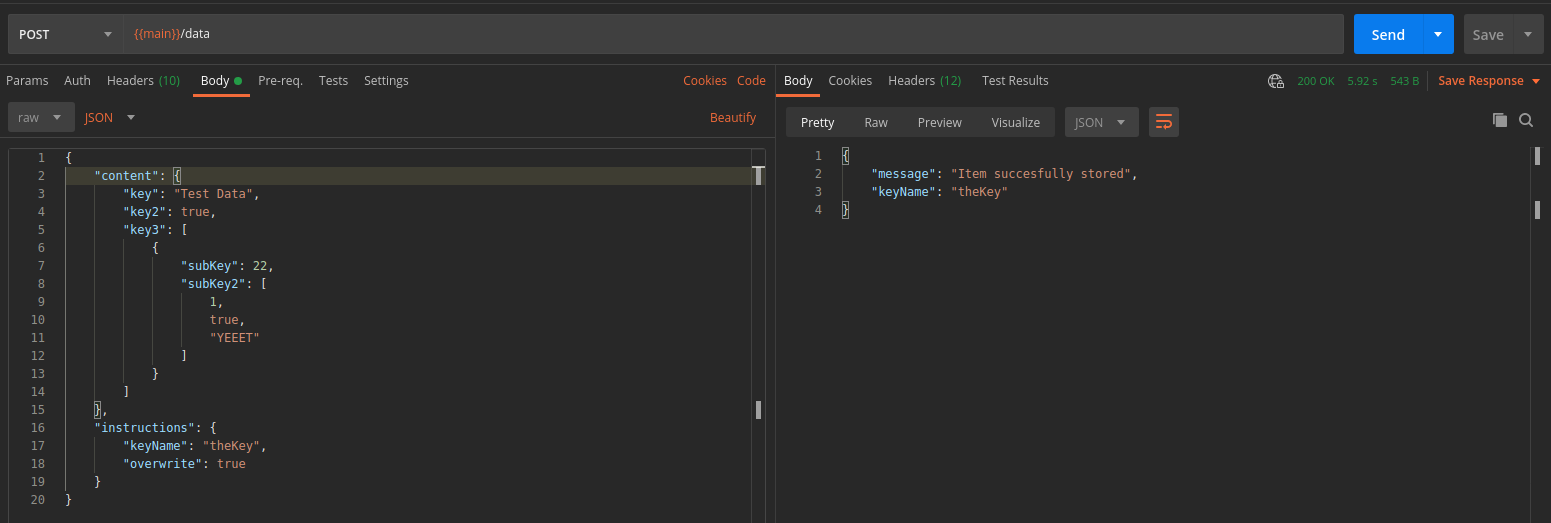 POST {{main}}/data Send Save
Params Auth Headers (10) Body Pre-req. Tests Settings Cookies Code
raw JSON Beautify
1 {
2 "content": {
3 "key": "Test Data",
4 "key2": true,
5 "key3": [
6 {
7 "subKey": 22,
8 "subKey2": [
9 1,
10 true,
11 "YEEET"
12 ]
13 }
14 ]
15 },
16 "instructions": {
17 "keyName": "theKey",
18 "overwrite": true
19 }
20 }
Body Cookies Headers (12) Test Results 200 OK 5.92 s 543 B Save Response
Pretty Raw Preview Visualize JSON
1 {
2 "message": "Item succesfully stored",
3 "keyName": "theKey"
4 }